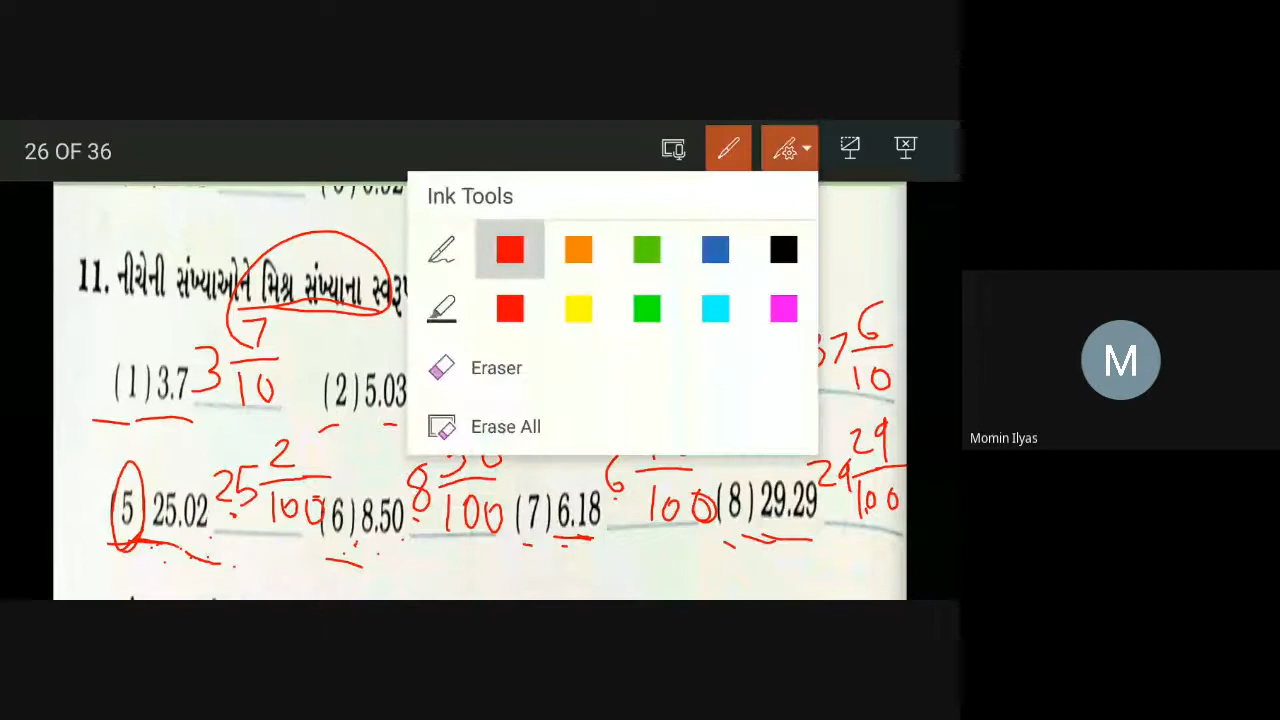 26 OF 36
Ink Tools
Eraser
Erase All
11. નીચેની સંખ્યાઓને મિશ્ર સંખ્યાના
(1) 3.7 3 7/10 (2) 5.03 6/10
(5) 25.02 25 2/100 (6) 8.50 8 /100 (7) 6.18 6 /100 (8) 29.29 29 29/100
M
Momin Ilyas